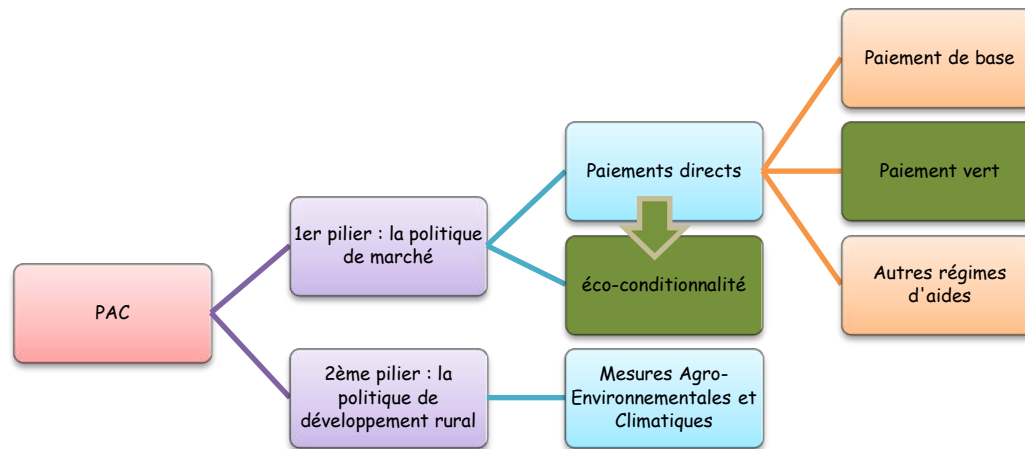 PAC
1er pilier : la politique
de marché
2ème pilier : la
politique de
développement rural
Paiements directs
éco-conditionnalité
Mesures Agro-
Environnementales et
Climatiques
Paiement de base
Paiement vert
Autres régimes
d'aides